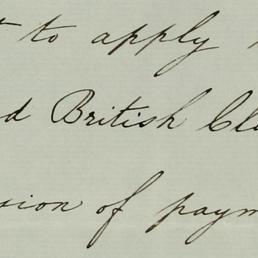 to apply
British Cl
sion of paym